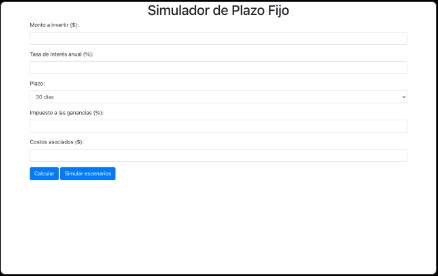 Simulador de Plazo Fijo
Monto a invertir ($):
Tasa de interés anual (%):
Plazo:
30 días
Impuesto a las ganancias (%):
Costos asociados ($):
Calcular Simular escenarios